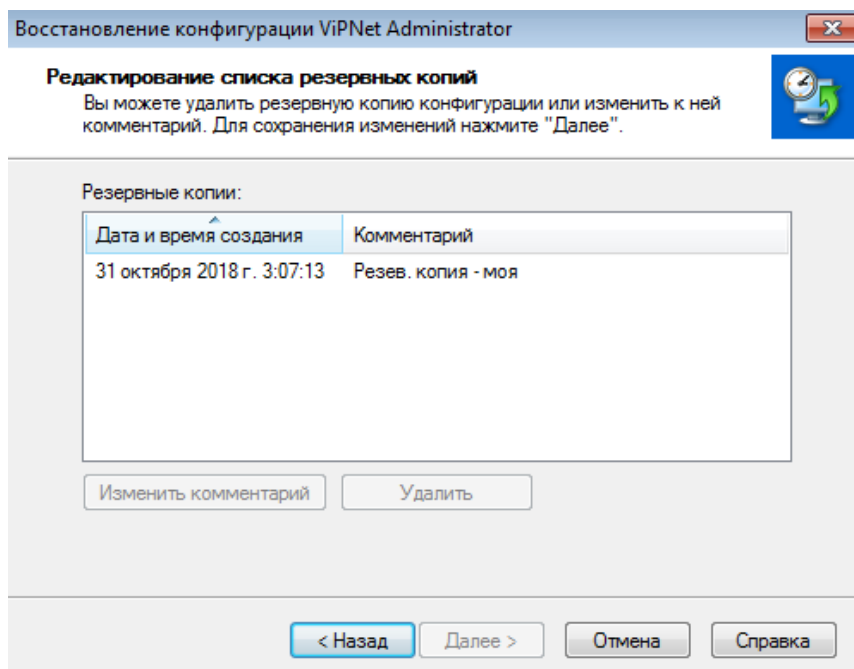 Восстановление конфигурации ViPNet Administrator
Редактирование списка резервных копий
Вы можете удалить резервную копию конфигурации или изменить к ней
комментарий. Для сохранения изменений нажмите "Далее".
Резервные копии:
Дата и время создания Комментарий
31 октября 2018 г. 3:07:13 Резев. копия - моя
Изменить комментарий Удалить
< Назад Далее > Отмена Справка